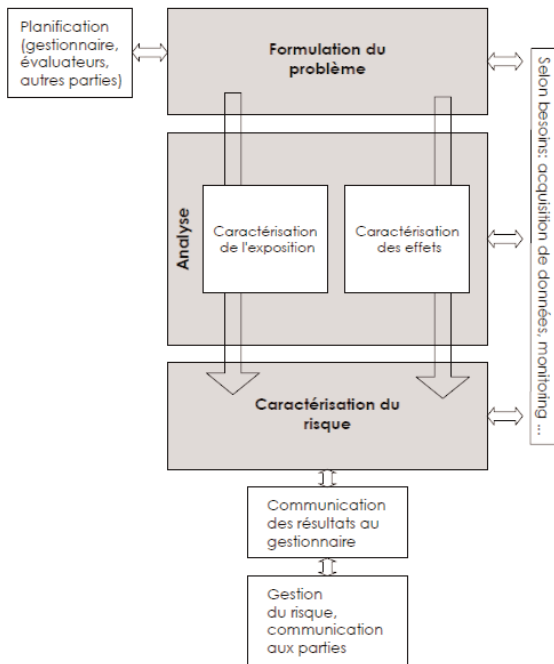 Planification
(gestionnaire,
évaluateurs,
autres parties)
Formulation du
problème
Selon besoins: acquisition de données, monitoring ...
Analyse
Caractérisation
de l'exposition
Caractérisation
des effets
Caractérisation du
risque
Communication
des résultats au
gestionnaire
Gestion
du risque,
communication
aux parties